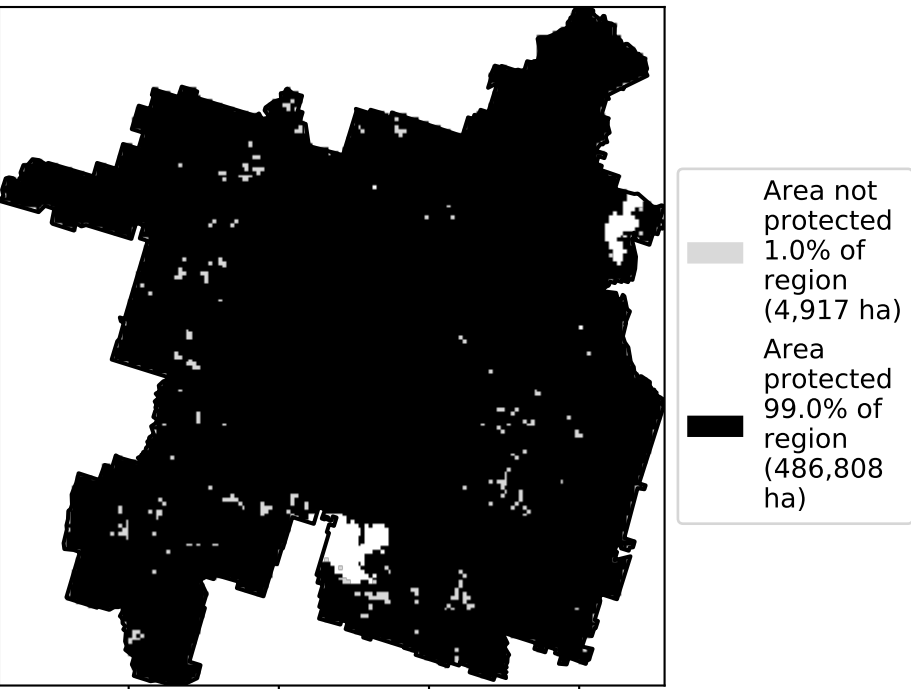 Area not
protected
1.0% of
region
(4,917 ha)
Area
protected
99.0% of
region
(486,808
ha)